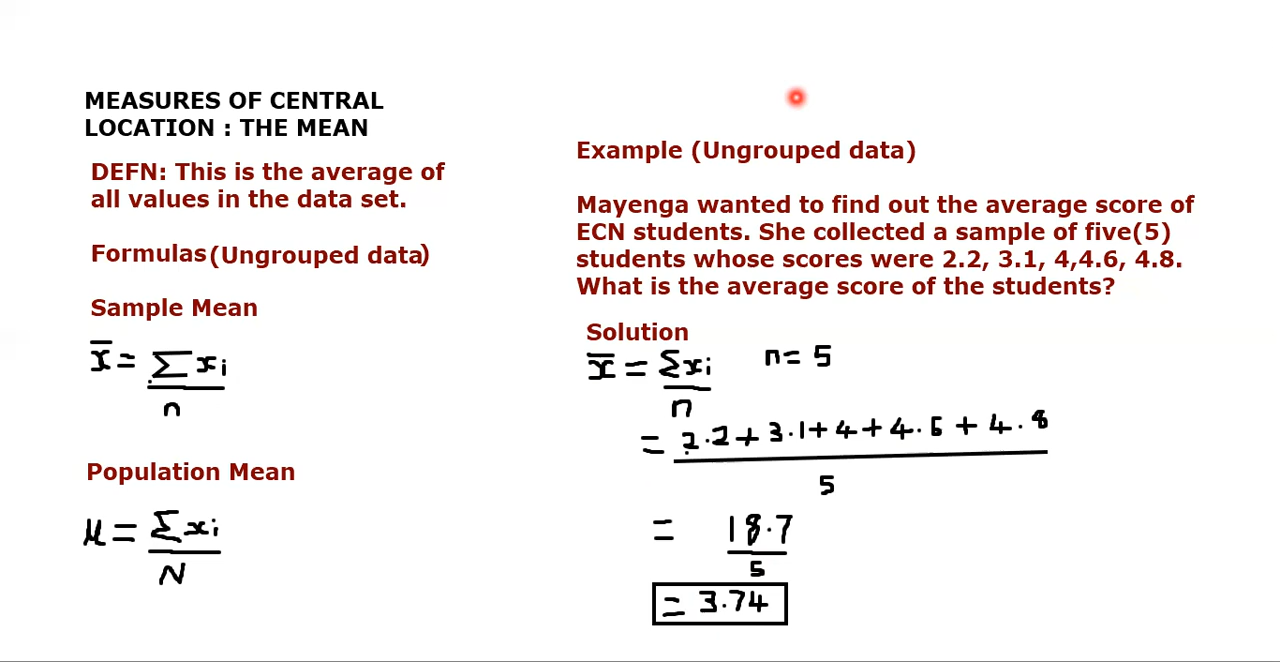 MEASURES OF CENTRAL
LOCATION : THE MEAN
DEFN: This is the average of
all values in the data set.
Formulas (Ungrouped data)
Sample Mean
x̄ = Σxi
n
Population Mean
μ = Σxi
N
Example (Ungrouped data)
Mayenga wanted to find out the average score of
ECN students. She collected a sample of five(5)
students whose scores were 2.2, 3.1, 4,4.6, 4.8.
What is the average score of the students?
Solution
x̄ = Σxi n = 5
n
= 2.2 + 3.1 + 4 + 4.6 + 4.8
5
= 18.7
5
= 3.74